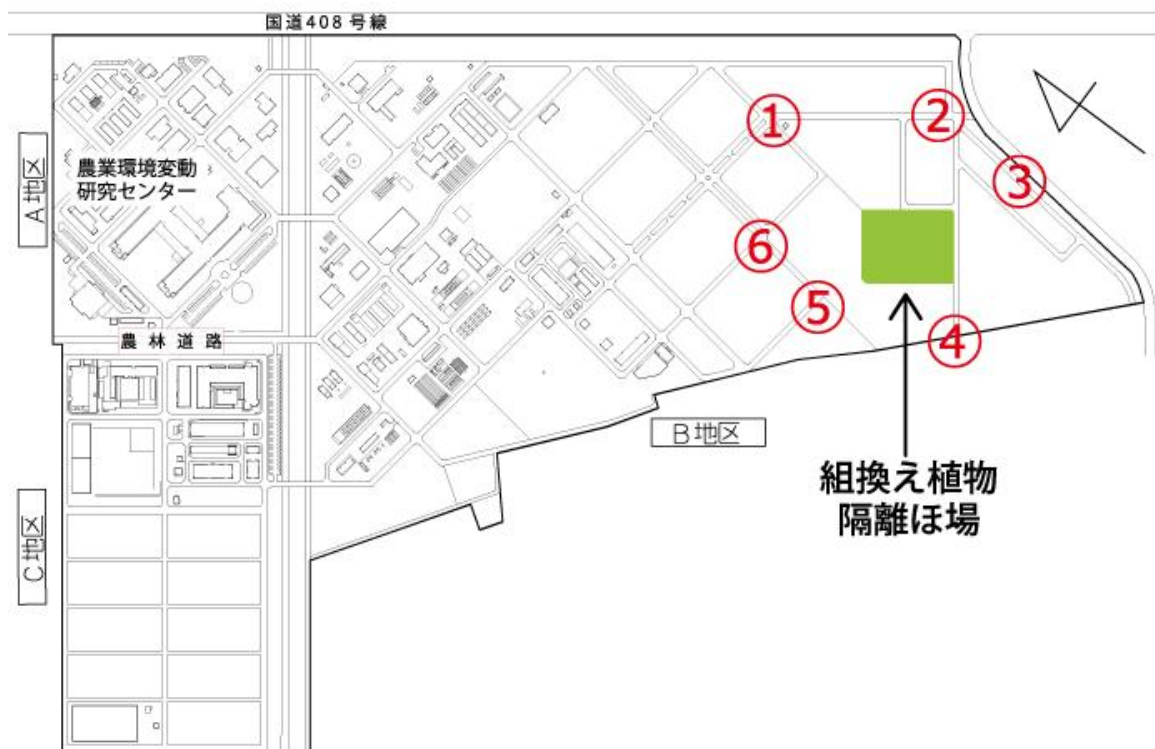 国道408号線
①
②
A地区
農業環境変動
研究センター
③
⑥
⑤
農林道路
④
B地区
組換え植物
隔離ほ場
C地区